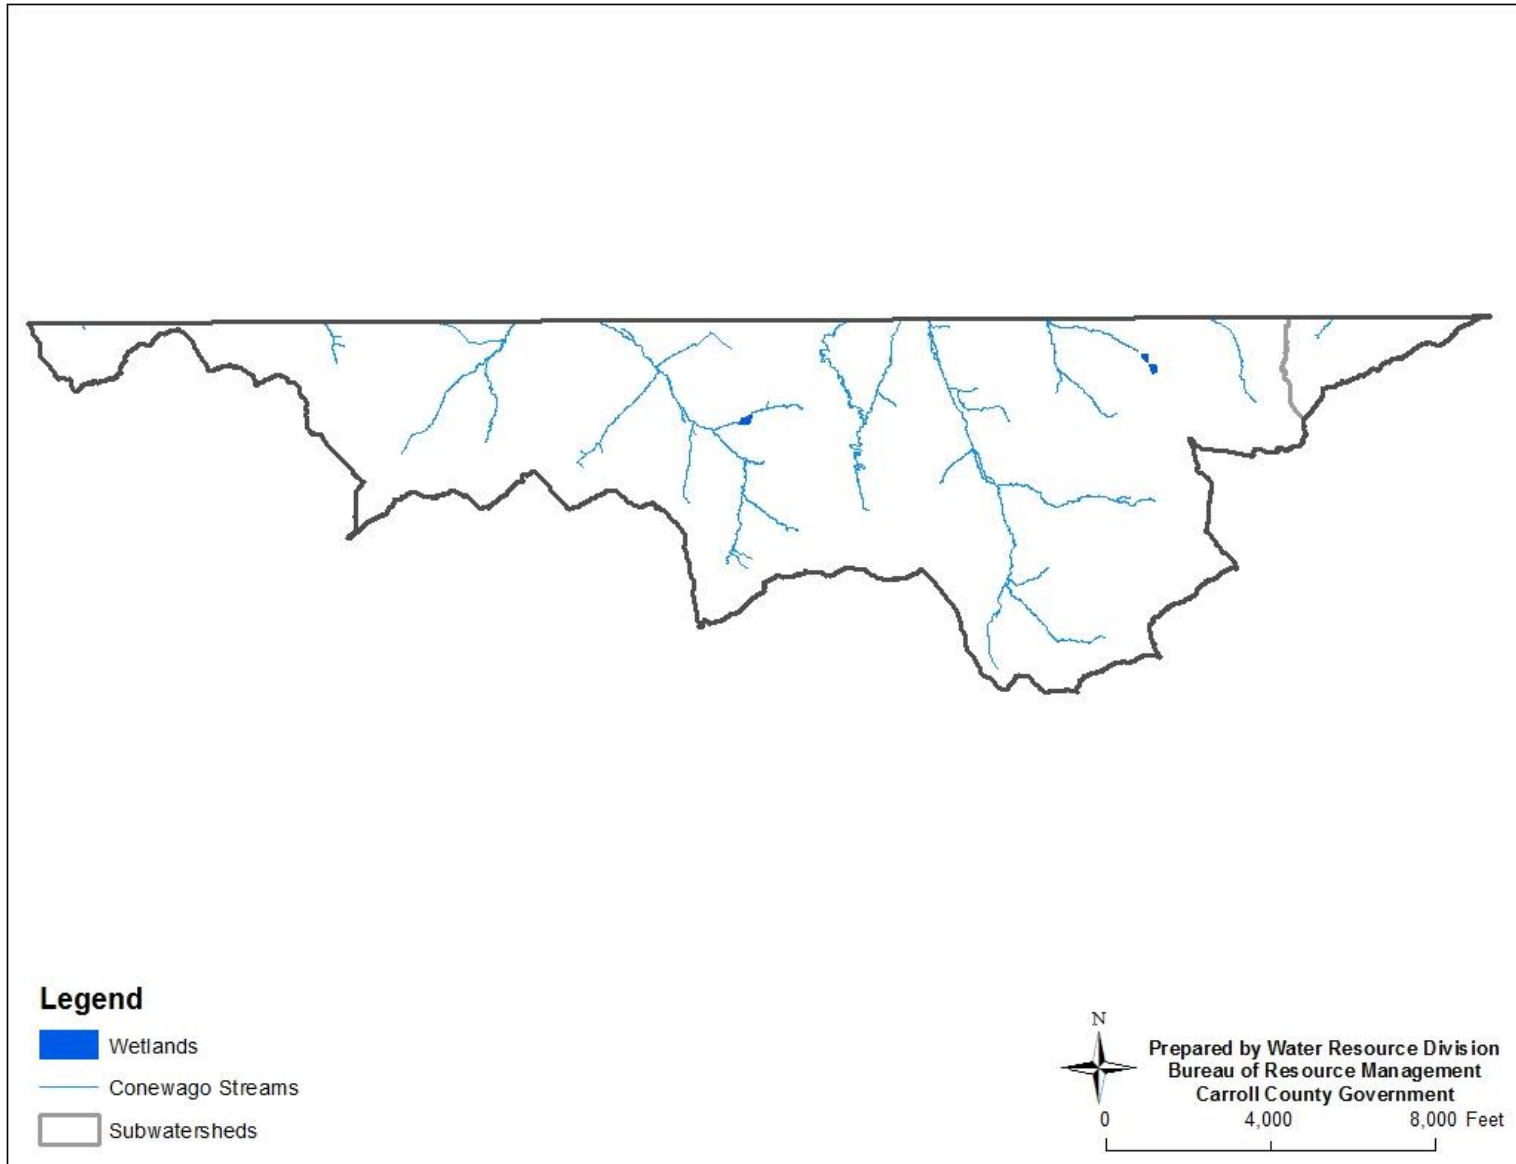 Legend
Wetlands
Conewago Streams
Subwatersheds
N
Prepared by Water Resource Division
Bureau of Resource Management
Carroll County Government
0 4,000 8,000 Feet